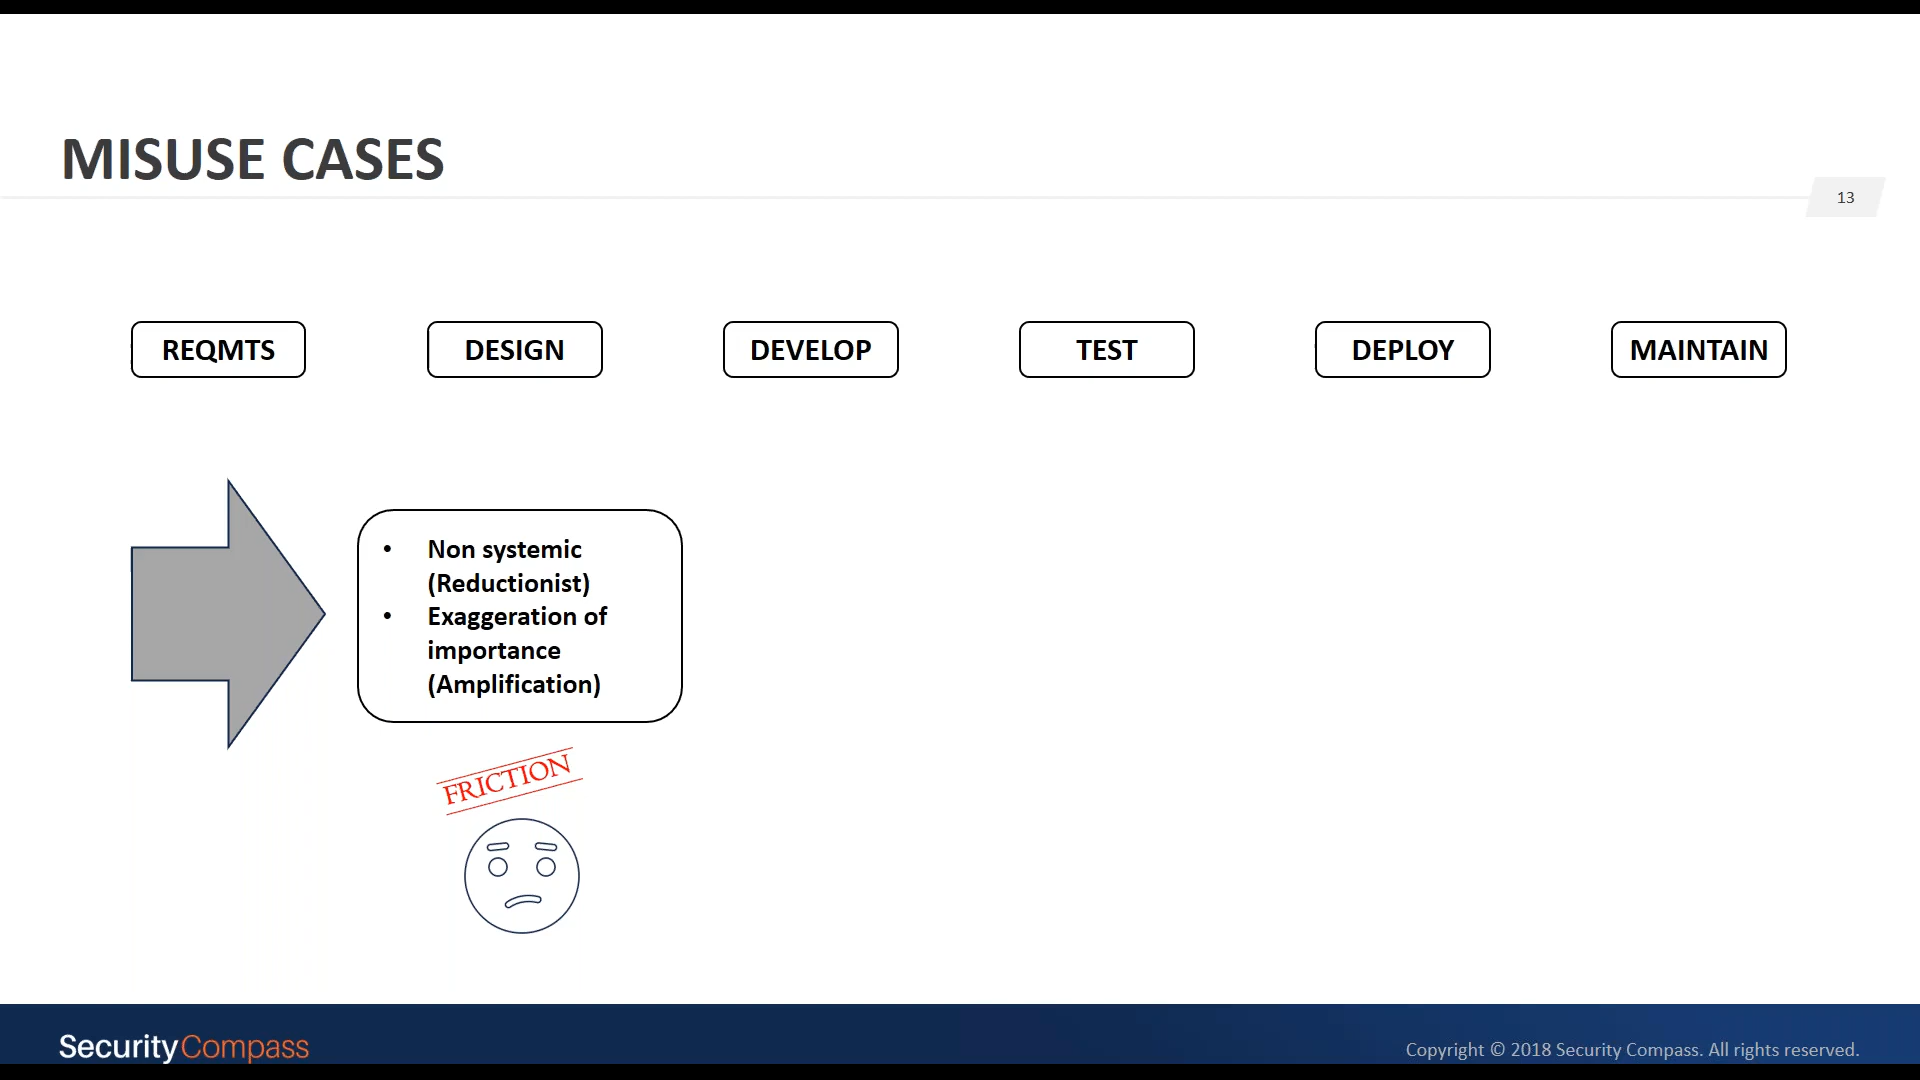 MISUSE CASES
13
REQMTS
DESIGN
DEVELOP
TEST
DEPLOY
MAINTAIN
• Non systemic
(Reductionist)
• Exaggeration of
importance
(Amplification)
FRICTION
SecurityCompass
Copyright © 2018 Security Compass. All rights reserved.